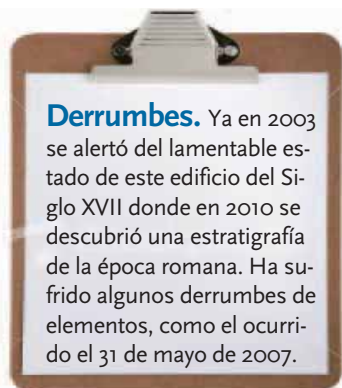 Derrumbes. Ya en 2003
se alertó del lamentable es-
tado de este edificio del Si-
glo XVII donde en 2010 se
descubrió una estratigrafía
de la época romana. Ha su-
frido algunos derrumbes de
elementos, como el ocurri-
do el 31 de mayo de 2007.